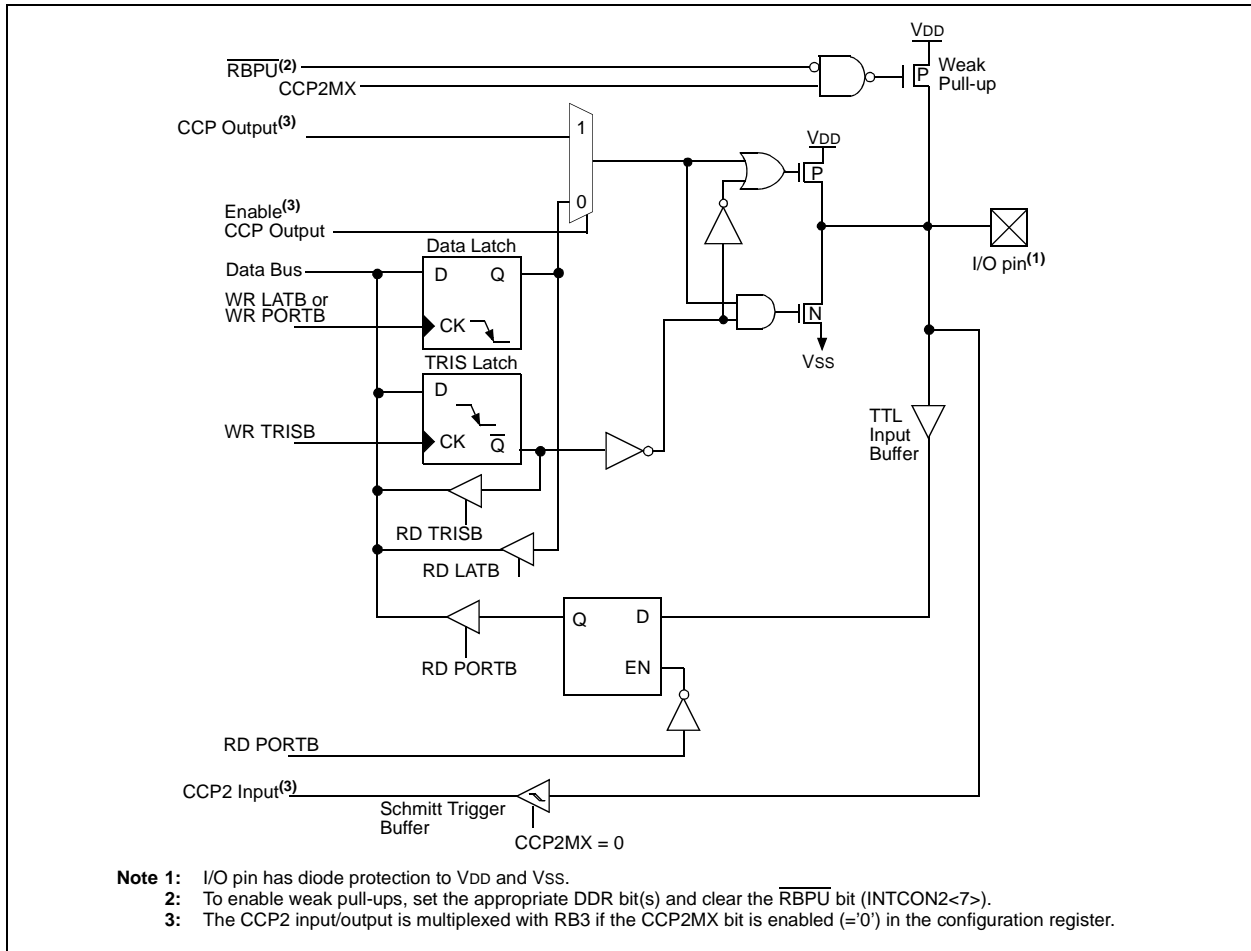 VDD
RBPU(2)
Weak
Pull-up
P
CCP2MX
CCP Output(3)
1
VDD
P
0
Enable(3)
CCP Output
Data Latch
I/O pin(1)
Data Bus
D Q
WR LATB or
WR PORTB
CK
N
VSS
TRIS Latch
D
TTL
Input
Buffer
WR TRISB
CK Q
RD TRISB
RD LATB
Q D
RD PORTB
EN
RD PORTB
CCP2 Input(3)
Schmitt Trigger
Buffer
CCP2MX = 0
Note 1: I/O pin has diode protection to VDD and VSS.
2: To enable weak pull-ups, set the appropriate DDR bit(s) and clear the RBPU bit (INTCON2<7>).
3: The CCP2 input/output is multiplexed with RB3 if the CCP2MX bit is enabled (='0') in the configuration register.